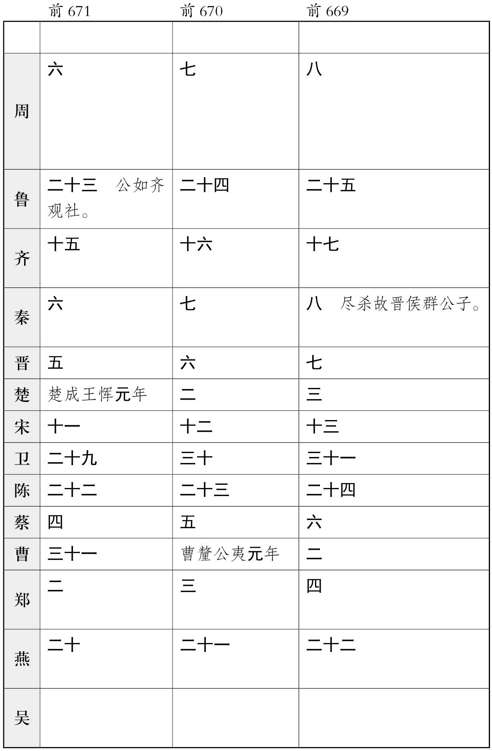 前 671 前 670 前 669
周 六 七 八
鲁 二十三 公如齐 二十四 二十五
观社。
齐 十五 十六 十七
秦 六 七 八 尽杀故晋侯群公子。
晋 五 六 七
楚 楚成王恽元年 二 三
宋 十一 十二 十三
卫 二十九 三十 三十一
陈 二十二 二十三 二十四
蔡 四 五 六
曹 三十一 曹釐公夷元年 二
郑 二 三 四
燕 二十 二十一 二十二
吴